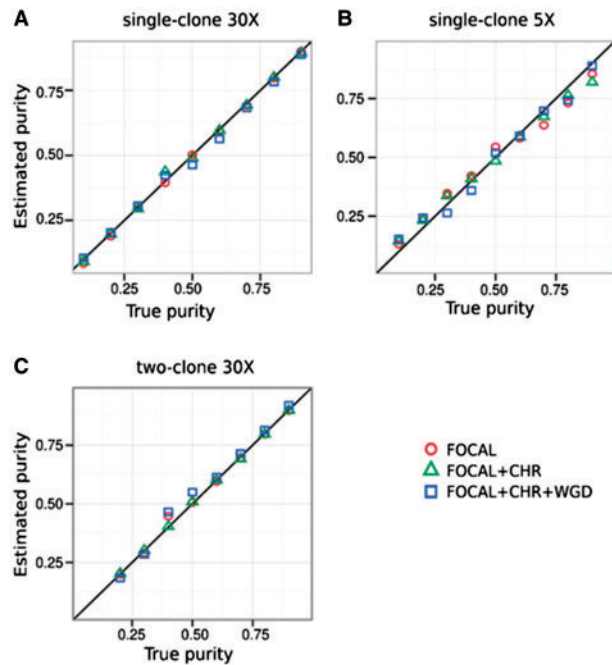 A
single-clone 30X
Estimated purity
0.75
0.50
0.25
0.25
0.50
0.75
True purity
B
single-clone 5X
Estimated purity
0.75
0.50
0.25
0.25
0.50
0.75
True purity
C
two-clone 30X
Estimated purity
0.75
0.50
0.25
0.25
0.50
0.75
True purity
FOCAL
FOCAL+CHR
FOCAL+CHR+WGD